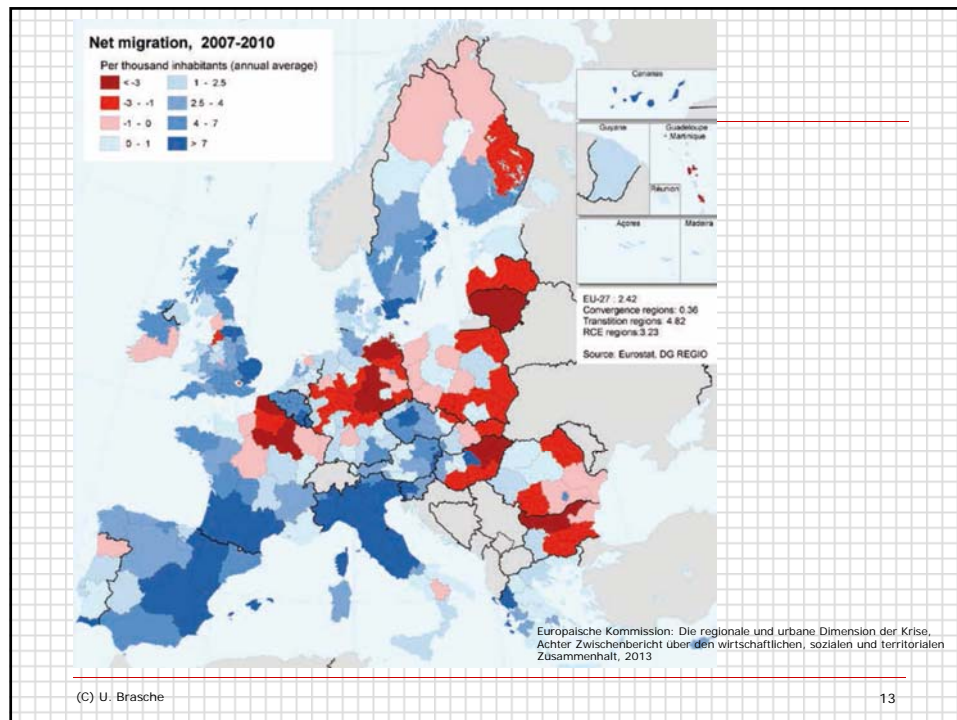 Net migration, 2007-2010
Per thousand inhabitants (annual average)
< -3
-3 - -1
-1 - 0
0 - 1
1 - 2.5
2.5 - 4
4 - 7
> 7
Canarias
Guyane
Guadeloupe
Martinique
Réunion
Açores
Madeira
EU-27 : 2.42
Convergence regions: 0.36
Transtition regions: 4.82
RCE regions:3.23
Source: Eurostat, DG REGIO
Europaische Kommission: Die regionale und urbane Dimension der Krise,
Achter Zwischenbericht über den wirtschaftlichen, sozialen und territorialen
Zusammenhalt, 2013
(C) U. Brasche
13